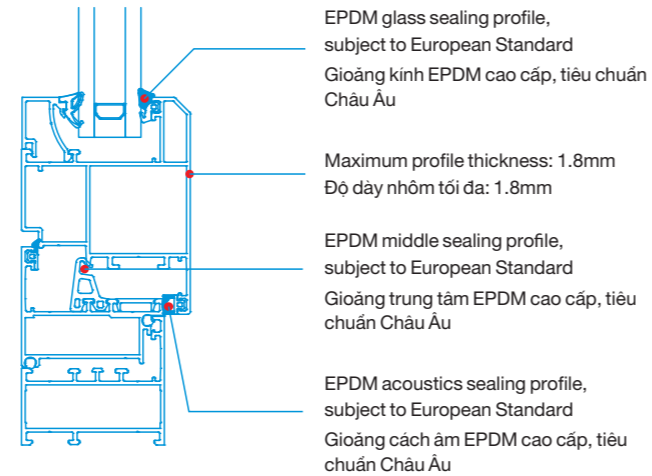 EPDM glass sealing profile,
subject to European Standard
Gioăng kính EPDM cao cấp, tiêu chuẩn
Châu Âu
Maximum profile thickness: 1.8mm
Độ dày nhôm tối đa: 1.8mm
EPDM middle sealing profile,
subject to European Standard
Gioăng trung tâm EPDM cao cấp, tiêu
chuẩn Châu Âu
EPDM acoustics sealing profile,
subject to European Standard
Gioăng cách âm EPDM cao cấp, tiêu
chuẩn Châu Âu